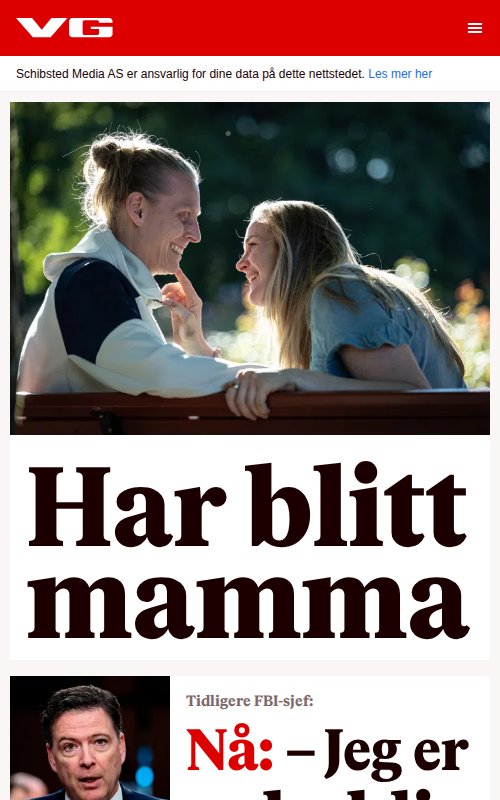 VG
Schibsted Media AS er ansvarlig for dine data på dette nettstedet. Les mer her
Har blitt
mamma
Tidligere FBI-sjef:
Nå: – Jeg er